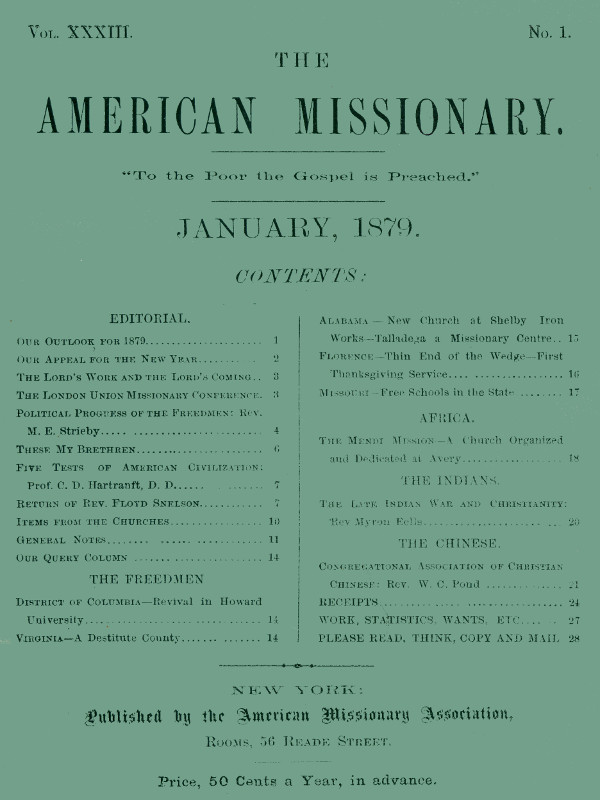 Vol. XXXIII.
No. 1.
THE
AMERICAN MISSIONARY.
"To the Poor the Gospel is Preached."
JANUARY, 1879.
CONTENTS:
EDITORIAL.
Our Outlook for 1879........................ 1
Our Appeal for the New Year.......... 2
The Lord's Work and the Lord's Coming.. 3
The London Union Missionary Conference. 3
Political Progress of the Freedmen: Rev.
M. E. Strieby..... .......................... 4
These My Brethren......................... 6
Five Tests of American Civilization:
Prof. C. D. Hartranft, D. D...... ......... 7
Return of Rev. Floyd Snelson............. 7
Items from the Churches................... 10
General Notes........ ................... 11
Our Query Column ........................ 14
THE FREEDMEN
District of Columbia—Revival in Howard
University.................................. 14
Virginia—A Destitute County....... ........ 14
Alabama — New Church at Shelby Iron
Works—Talladega a Missionary Centre.. 15
Florence—Thin End of the Wedge—First
Thanksgiving Service.... ................. 16
Missouri—Free Schools in the State ........ 17
AFRICA.
The Mendi Mission—A Church Organized
and Dedicated at Avery.................... 18
THE INDIANS.
The Late Indian War and Christianity:
Rev Myron Eells............................ 20
THE CHINESE.
Congregational Association of Christian
Chinese: Rev. W. C. Pond ............... 21
RECEIPTS.................................. 24
WORK, STATISTICS, WANTS, ETC.... . 27
PLEASE READ, THINK, COPY AND MAIL 28
NEW YORK:
Published by the American Missionary Association,
Rooms, 56 Reade Street.
Price, 50 Cents a Year, in advance.